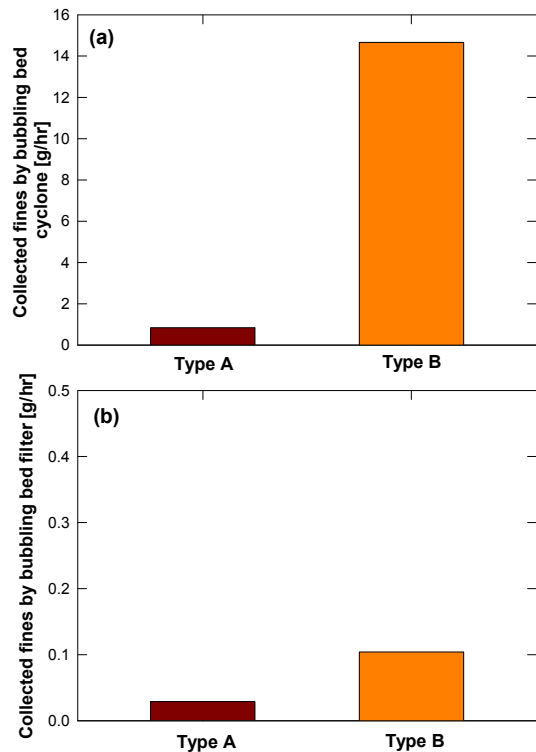 (a)
Collected fines by bubbling bed
cyclone [g/hr]
16
14
12
10
8
6
4
2
0
Type A
Type B
(b)
Collected fines by bubbling bed filter [g/hr]
0.5
0.4
0.3
0.2
0.1
0.0
Type A
Type B